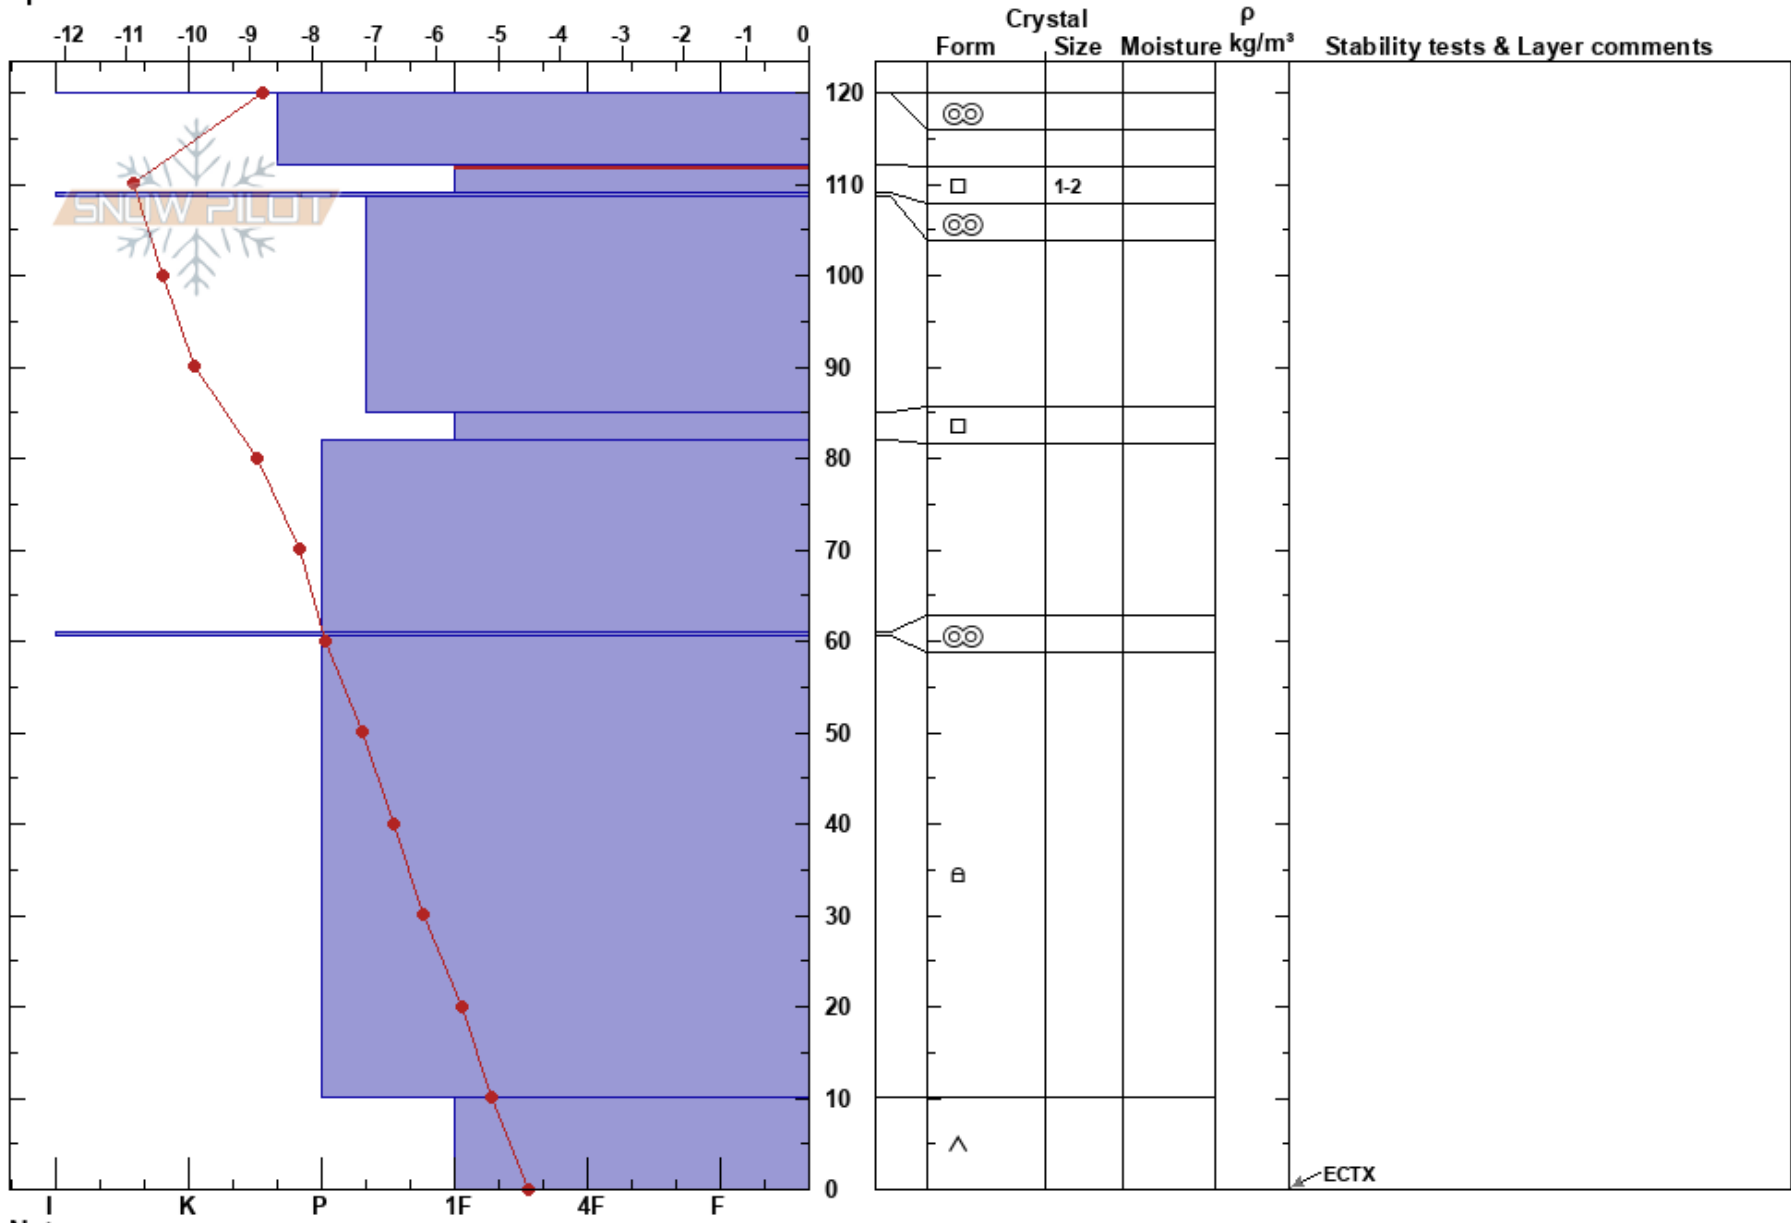 -12 -11 -10 -9 -8 -7 -6 -5 -4 -3 -2 -1 0
Crystal
Form Size Moisture ρ kg/m³ Stability tests & Layer comments
120
110
100
90
80
70
60
50
40
30
20
10
0
SNOW PILOT
1-2
ECTX
I K P 1F 4F F